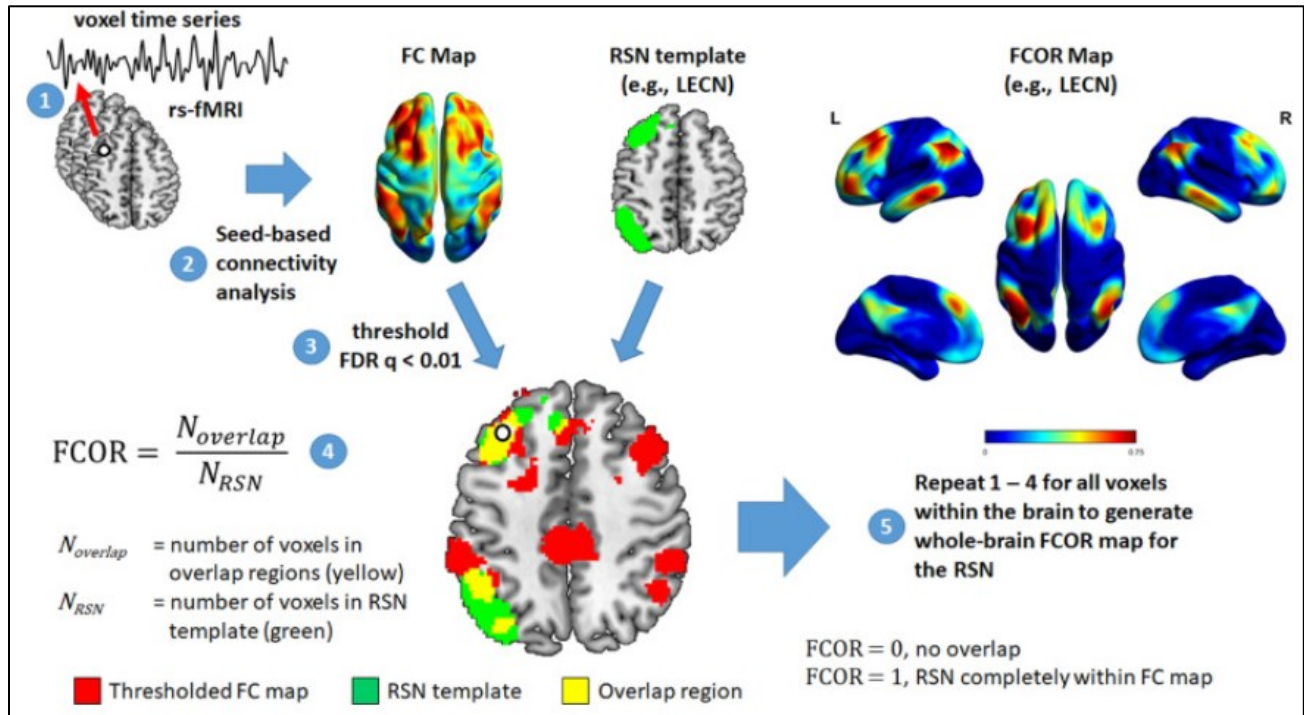 voxel time series
1
rs-fMRI
2
Seed-based
connectivity
analysis
FC Map
RSN template
(e.g., LECN)
3
threshold
FDR q < 0.01
FCOR = N_overlap / N_RSN
4
N_overlap = number of voxels in
overlap regions (yellow)
N_RSN = number of voxels in RSN
template (green)
Thresholded FC map
RSN template
Overlap region
FCOR Map
(e.g., LECN)
L
R
0
0.75
5
Repeat 1 – 4 for all voxels
within the brain to generate
whole-brain FCOR map for
the RSN
FCOR = 0, no overlap
FCOR = 1, RSN completely within FC map